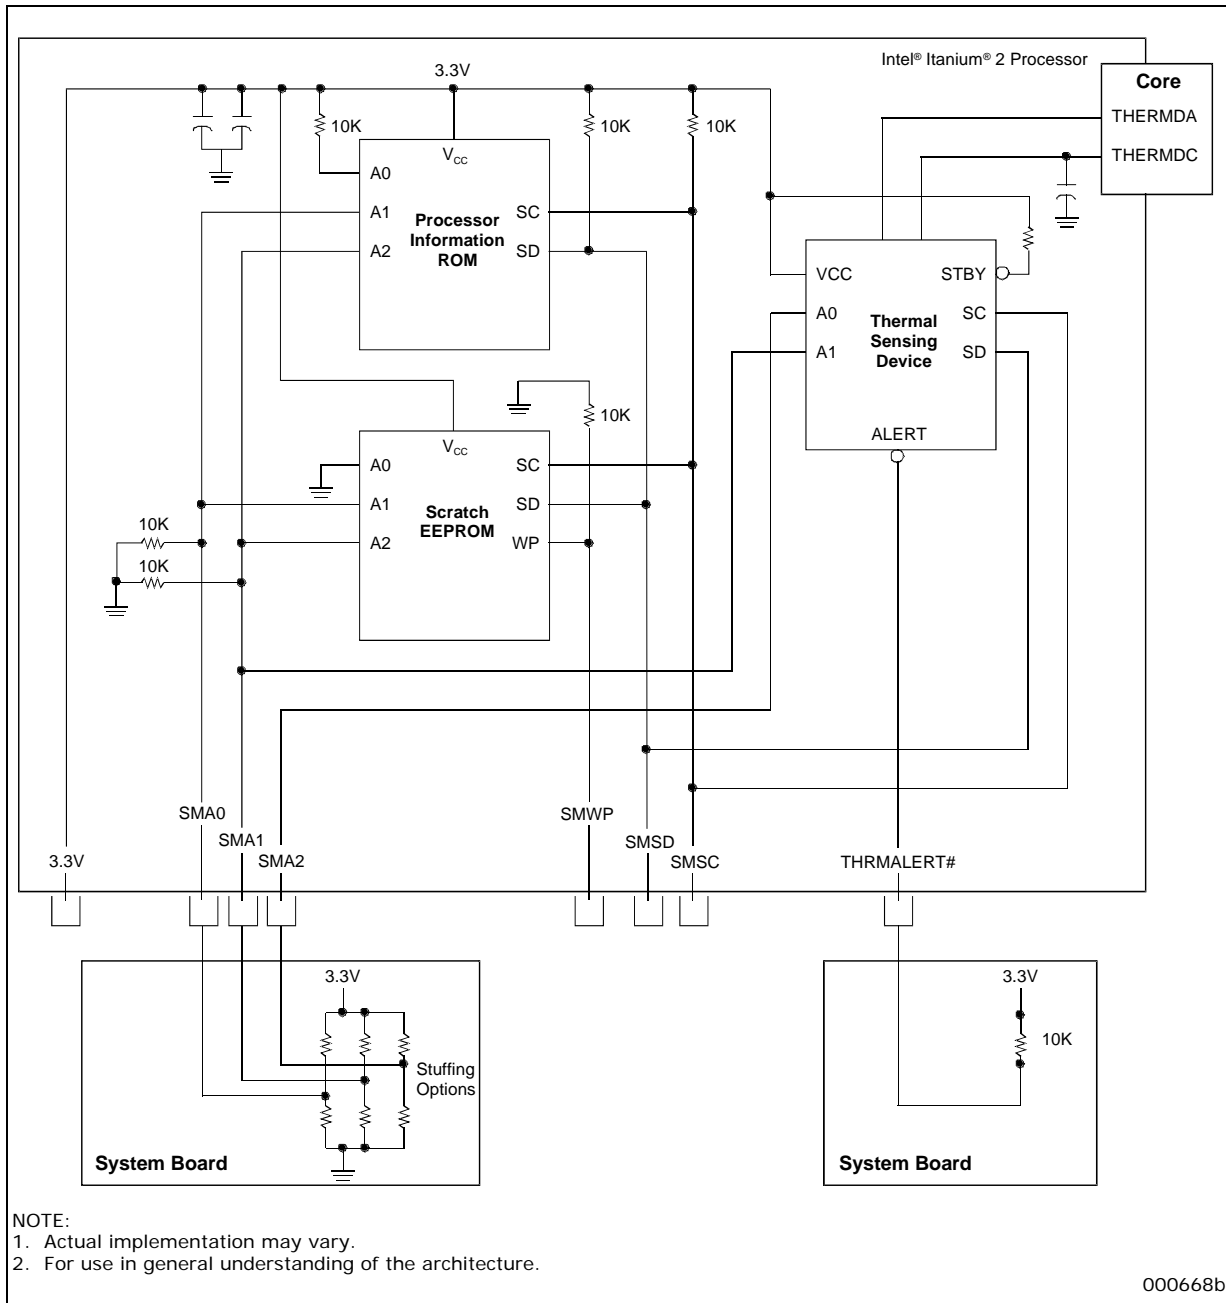 Intel® Itanium® 2 Processor
3.3V
Core
THERMDA
THERMDC
10K
10K
10K
VCC
A0
A1
A2
Processor
Information
ROM
SC
SD
VCC
A0
A1
STBY
SC
SD
Thermal
Sensing
Device
ALERT
10K
VCC
A0
A1
A2
Scratch
EEPROM
SC
SD
WP
10K
10K
SMA0
SMA1
SMA2
3.3V
SMWP
SMSD
SMSC
THRMALERT#
3.3V
Stuffing
Options
System Board
3.3V
10K
System Board
NOTE:
1. Actual implementation may vary.
2. For use in general understanding of the architecture.
000668b